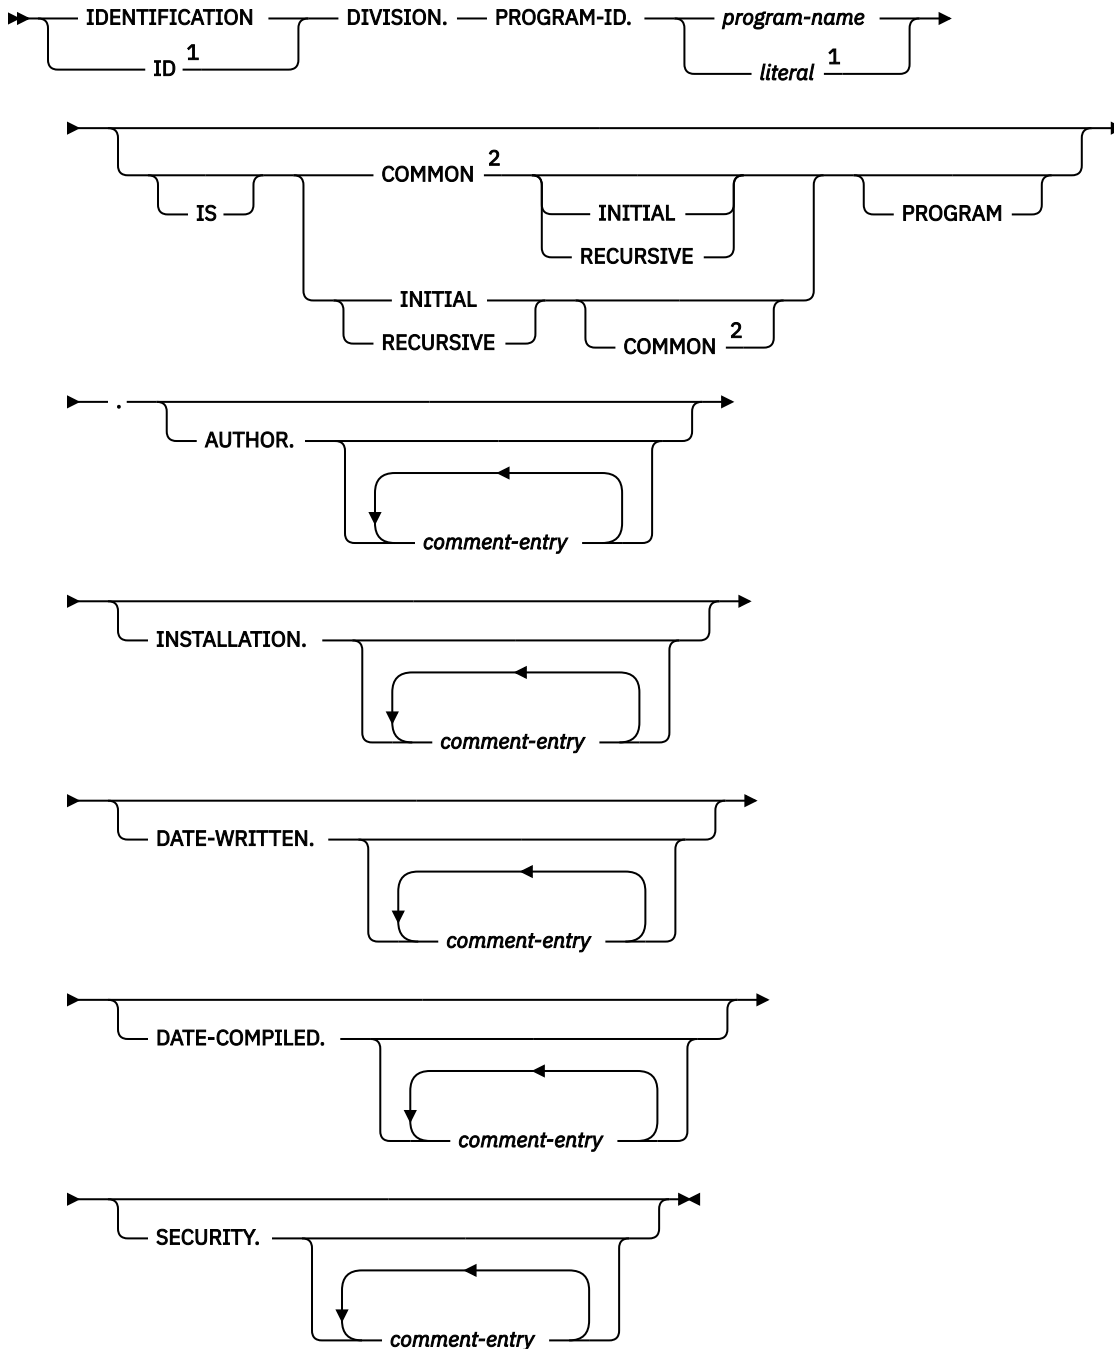 IDENTIFICATION DIVISION. PROGRAM-ID. program-name
ID 1 literal 1
COMMON 2
IS INITIAL PROGRAM
RECURSIVE
INITIAL
RECURSIVE COMMON 2
.
AUTHOR.
comment-entry
INSTALLATION.
comment-entry
DATE-WRITTEN.
comment-entry
DATE-COMPILED.
comment-entry
SECURITY.
comment-entry